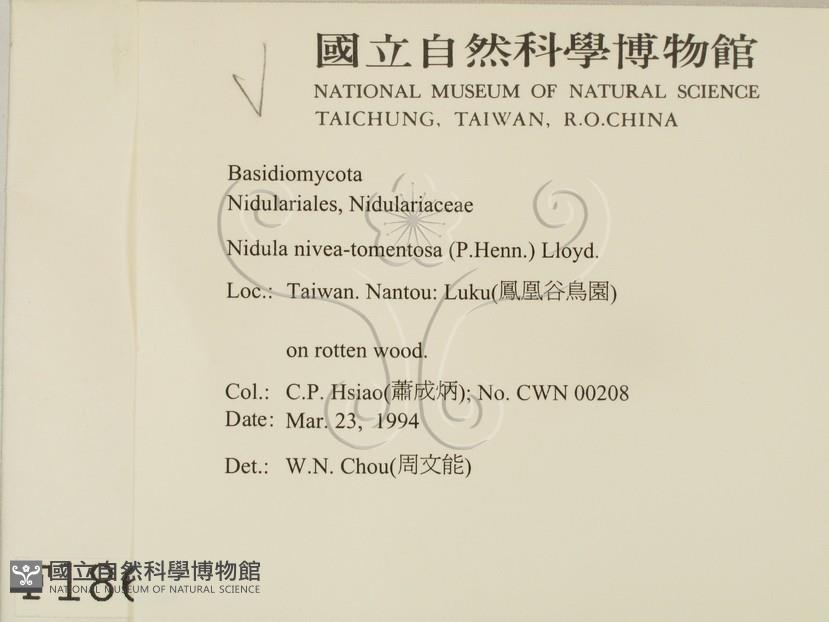 國立自然科學博物館
NATIONAL MUSEUM OF NATURAL SCIENCE
TAICHUNG, TAIWAN, R.O.CHINA
Basidiomycota
Nidulariales, Nidulariaceae
Nidula nivea-tomentosa (P.Henn.) Lloyd.
Loc.: Taiwan. Nantou: Luku(鳳凰谷鳥園)
on rotten wood.
Col.: C.P. Hsiao(蕭成炳); No. CWN 00208
Date: Mar. 23, 1994
Det.: W.N. Chou(周文能)
國立自然科學博物館
NATIONAL MUSEUM OF NATURAL SCIENCE